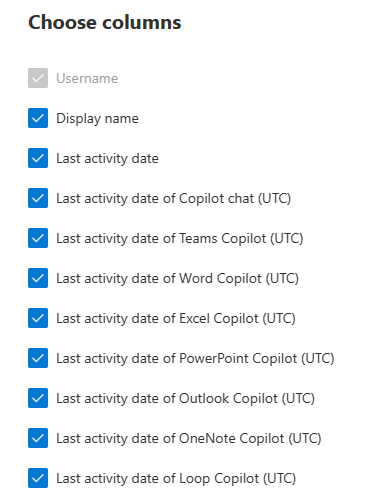 Choose columns
Username
Display name
Last activity date
Last activity date of Copilot chat (UTC)
Last activity date of Teams Copilot (UTC)
Last activity date of Word Copilot (UTC)
Last activity date of Excel Copilot (UTC)
Last activity date of PowerPoint Copilot (UTC)
Last activity date of Outlook Copilot (UTC)
Last activity date of OneNote Copilot (UTC)
Last activity date of Loop Copilot (UTC)